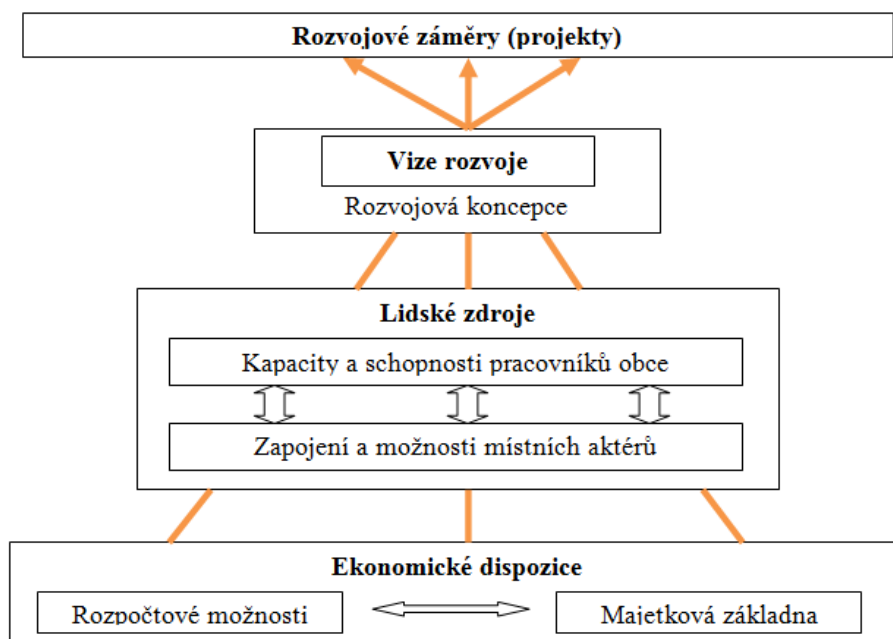 Rozvojové záměry (projekty)
Vize rozvoje
Rozvojová koncepce
Lidské zdroje
Kapacity a schopnosti pracovníků obce
Zapojení a možnosti místních aktérů
Ekonomické dispozice
Rozpočtové možnosti
Majetková základna